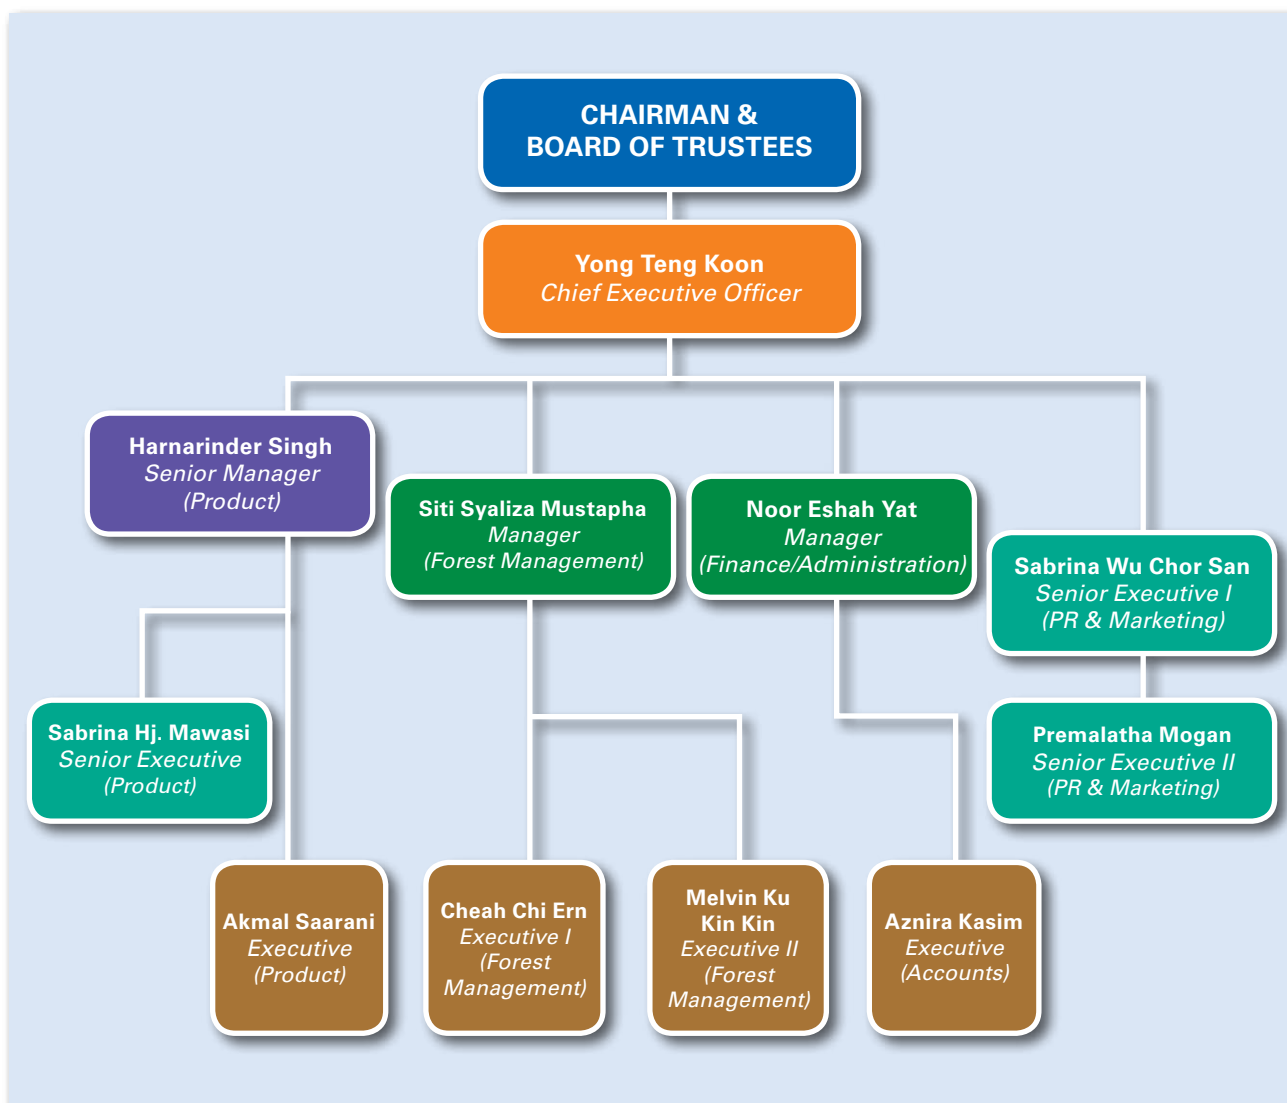 CHAIRMAN &
BOARD OF TRUSTEES
Yong Teng Koon
Chief Executive Officer
Harnarinder Singh
Senior Manager
(Product)
Siti Syaliza Mustapha
Manager
(Forest Management)
Noor Eshah Yat
Manager
(Finance/Administration)
Sabrina Wu Chor San
Senior Executive I
(PR & Marketing)
Sabrina Hj. Mawasi
Senior Executive
(Product)
Premalatha Mogan
Senior Executive II
(PR & Marketing)
Akmal Saarani
Executive
(Product)
Cheah Chi Ern
Executive I
(Forest
Management)
Melvin Ku
Kin Kin
Executive II
(Forest
Management)
Aznira Kasim
Executive
(Accounts)